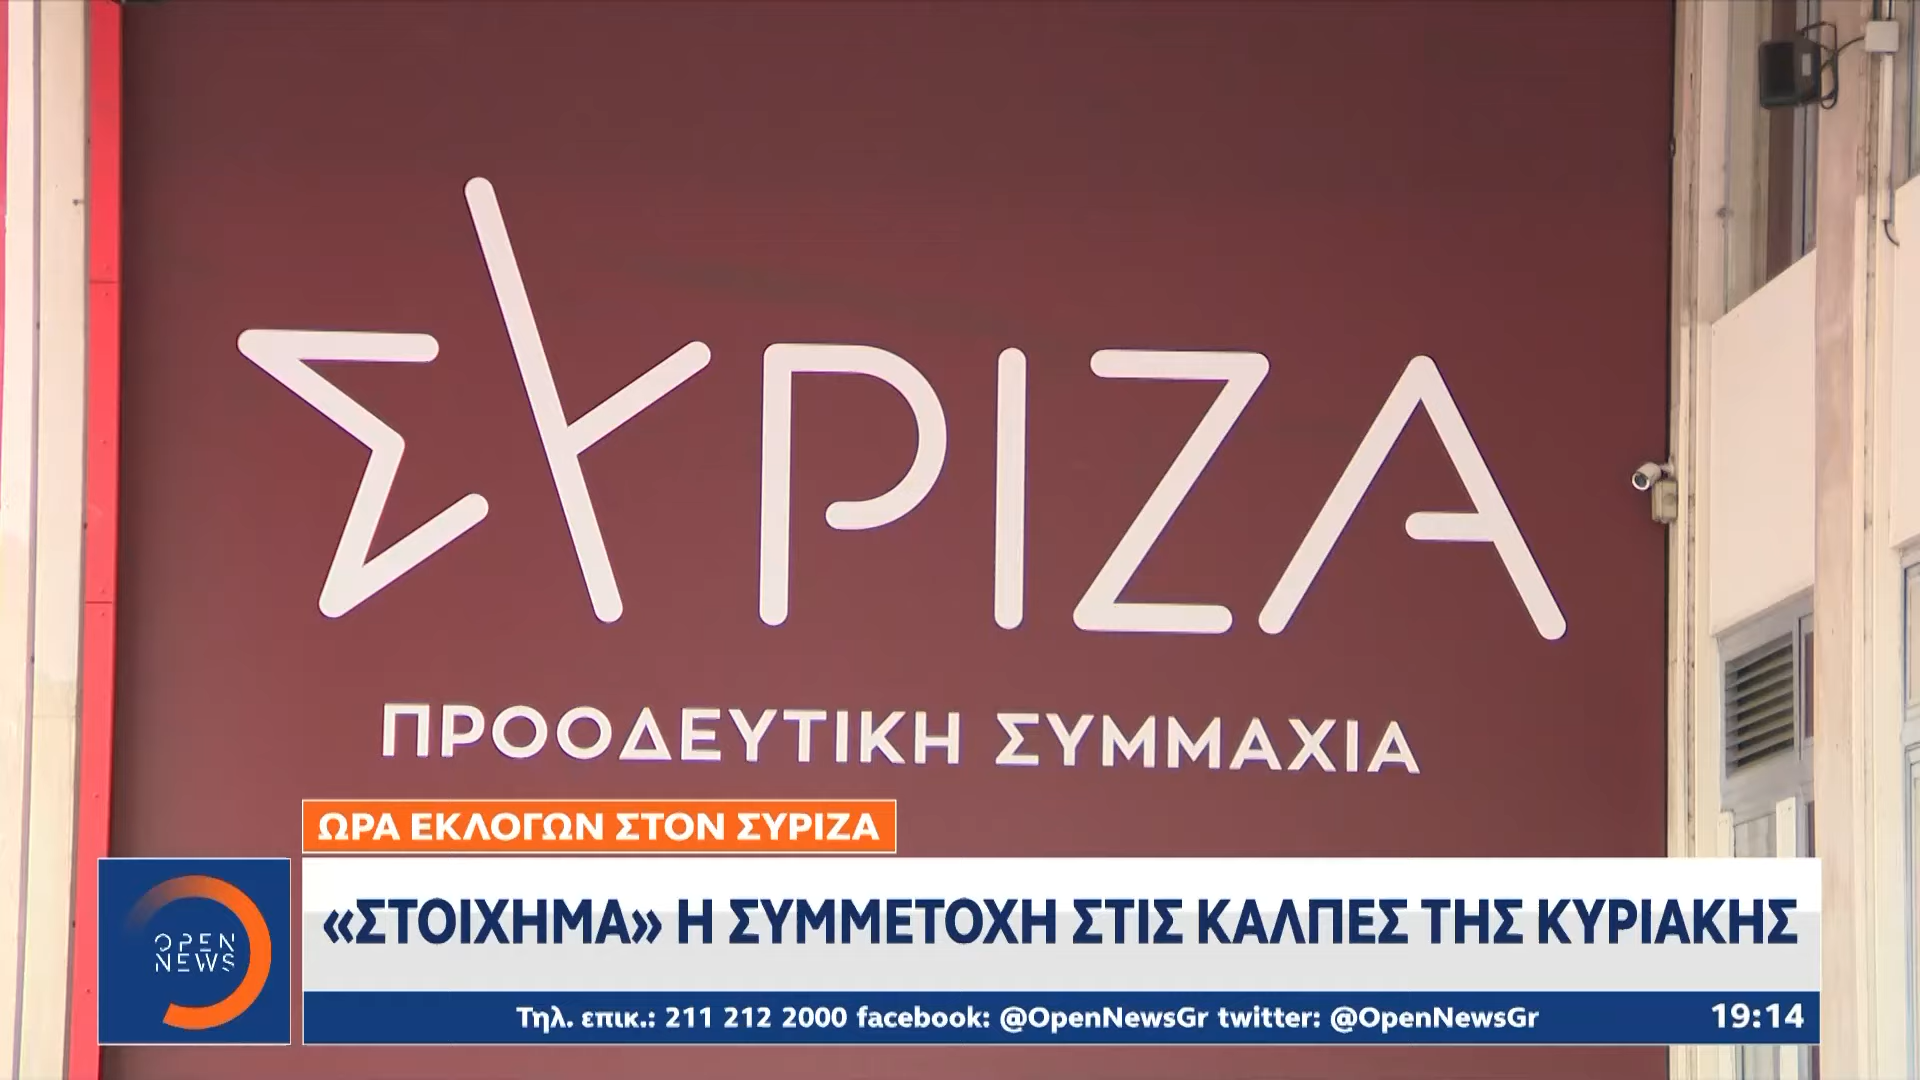 ΣΥΡΙΖΑ
ΠΡΟΟΔΕΥΤΙΚΗ ΣΥΜΜΑΧΙΑ
ΩΡΑ ΕΚΛΟΓΩΝ ΣΤΟΝ ΣΥΡΙΖΑ
«ΣΤΟΙΧΗΜΑ» Η ΣΥΜΜΕΤΟΧΗ ΣΤΙΣ ΚΑΛΠΕΣ ΤΗΣ ΚΥΡΙΑΚΗΣ
OPEN
NEWS
Τηλ. επικ.: 211 212 2000 facebook: @OpenNewsGr twitter: @OpenNewsGr
19:14